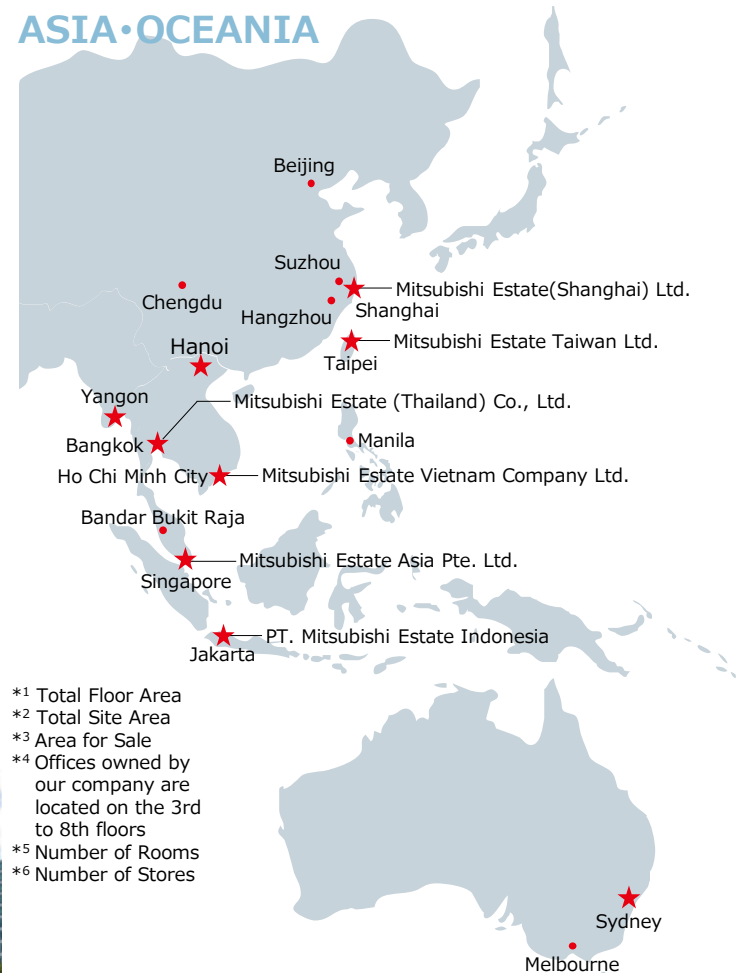 ASIA•OCEANIA
Beijing
Suzhou
Chengdu
Mitsubishi Estate(Shanghai) Ltd.
Shanghai
Hangzhou
Hanoi
Mitsubishi Estate Taiwan Ltd.
Taipei
Yangon
Mitsubishi Estate (Thailand) Co., Ltd.
Bangkok
Manila
Ho Chi Minh City
Mitsubishi Estate Vietnam Company Ltd.
Bandar Bukit Raja
Mitsubishi Estate Asia Pte. Ltd.
Singapore
PT. Mitsubishi Estate Indonesia
Jakarta
*1 Total Floor Area
*2 Total Site Area
*3 Area for Sale
*4 Offices owned by
our company are
located on the 3rd
to 8th floors
*5 Number of Rooms
*6 Number of Stores
Sydney
Melbourne